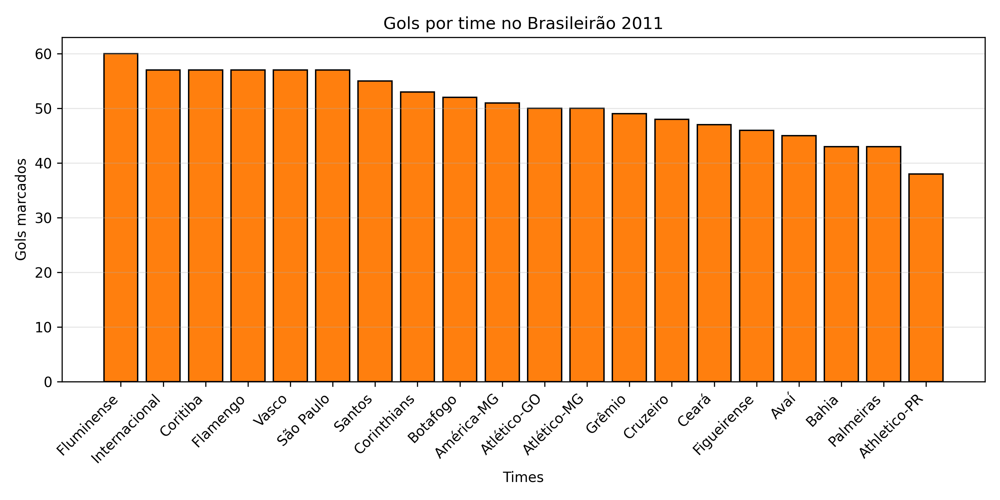 Gols por time no Brasileirão 2011
Gols marcados
60
50
40
30
20
10
0
Fluminense
Internacional
Coritiba
Flamengo
Vasco
São Paulo
Santos
Corinthians
Botafogo
América-MG
Atlético-GO
Atlético-MG
Grêmio
Cruzeiro
Ceará
Figueirense
Avaí
Bahia
Palmeiras
Athletico-PR
Times